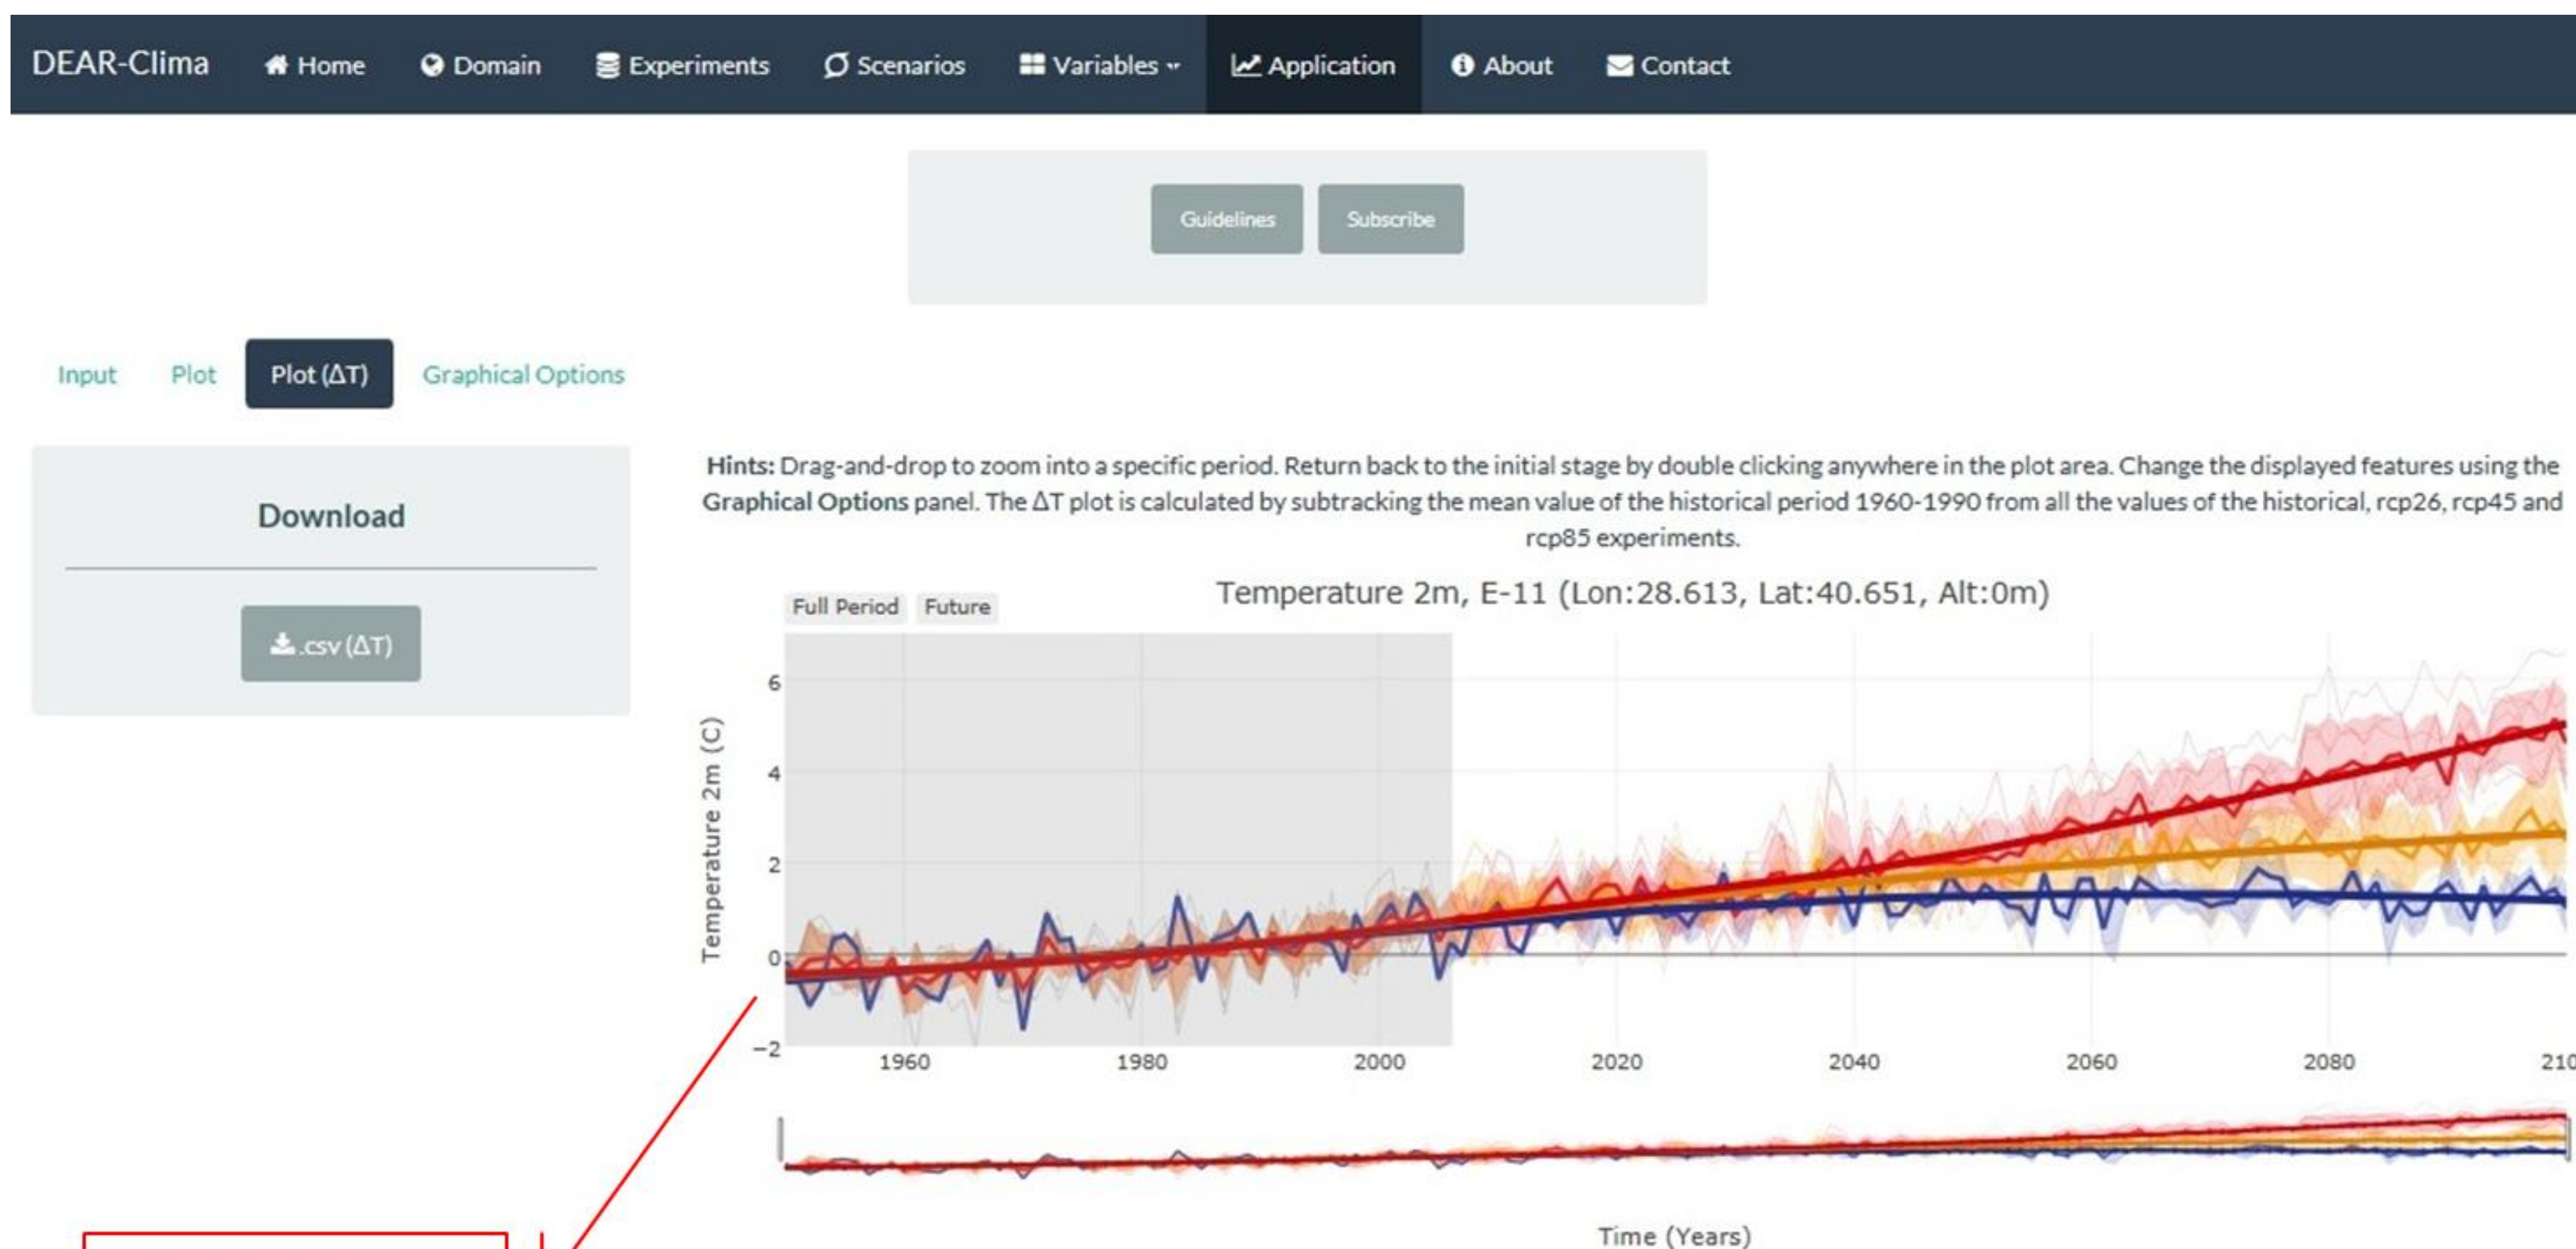 DEAR-Clima Home Domain Experiments Scenarios Variables Application About Contact
Guidelines Subscribe
Input Plot Plot (ΔT) Graphical Options
Download
.csv (ΔT)
Hints: Drag-and-drop to zoom into a specific period. Return back to the initial stage by double clicking anywhere in the plot area. Change the displayed features using the
Graphical Options panel. The ΔT plot is calculated by subtracting the mean value of the historical period 1960-1990 from all the values of the historical, rcp26, rcp45 and
rcp85 experiments.
Temperature 2m, E-11 (Lon:28.613, Lat:40.651, Alt:0m)
Full Period Future
Temperature 2m (C)
6
4
2
0
−2
1960 1980 2000 2020 2040 2060 2080 210
Time (Years)